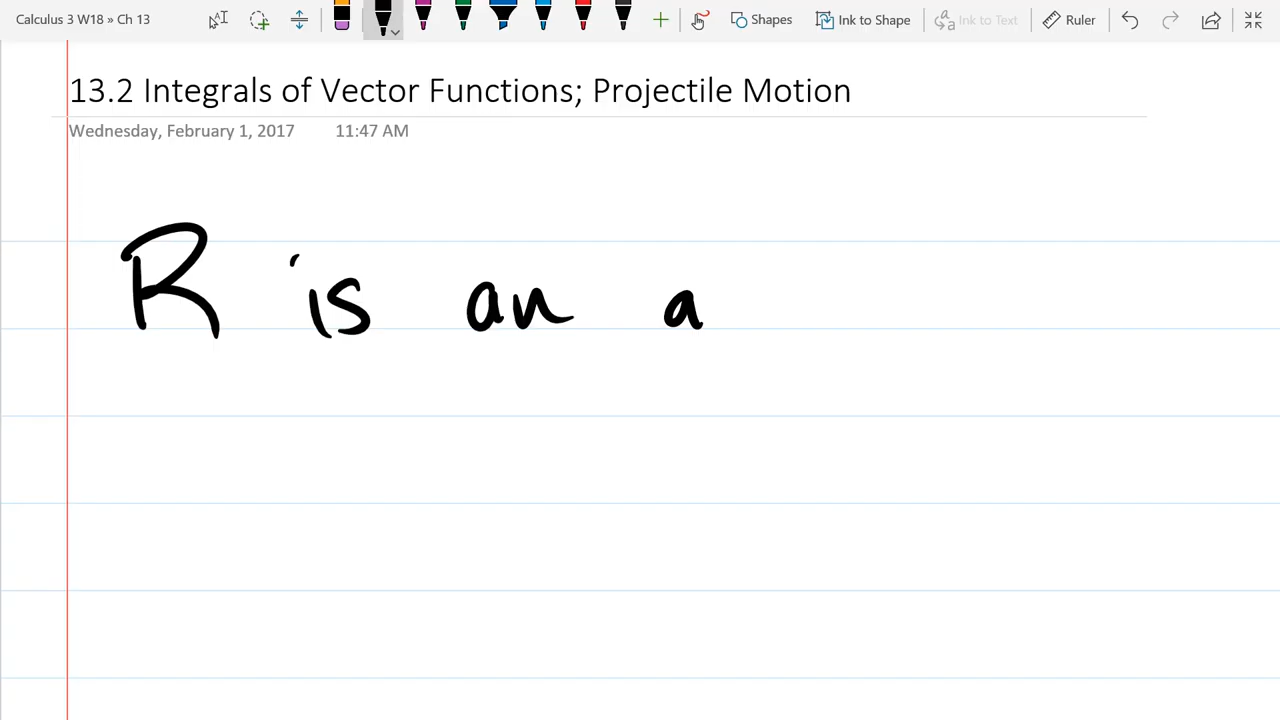 Calculus 3 W18 » Ch 13
Shapes
Ink to Shape
Ink to Text
Ruler
13.2 Integrals of Vector Functions; Projectile Motion
Wednesday, February 1, 2017 11:47 AM
R is an a